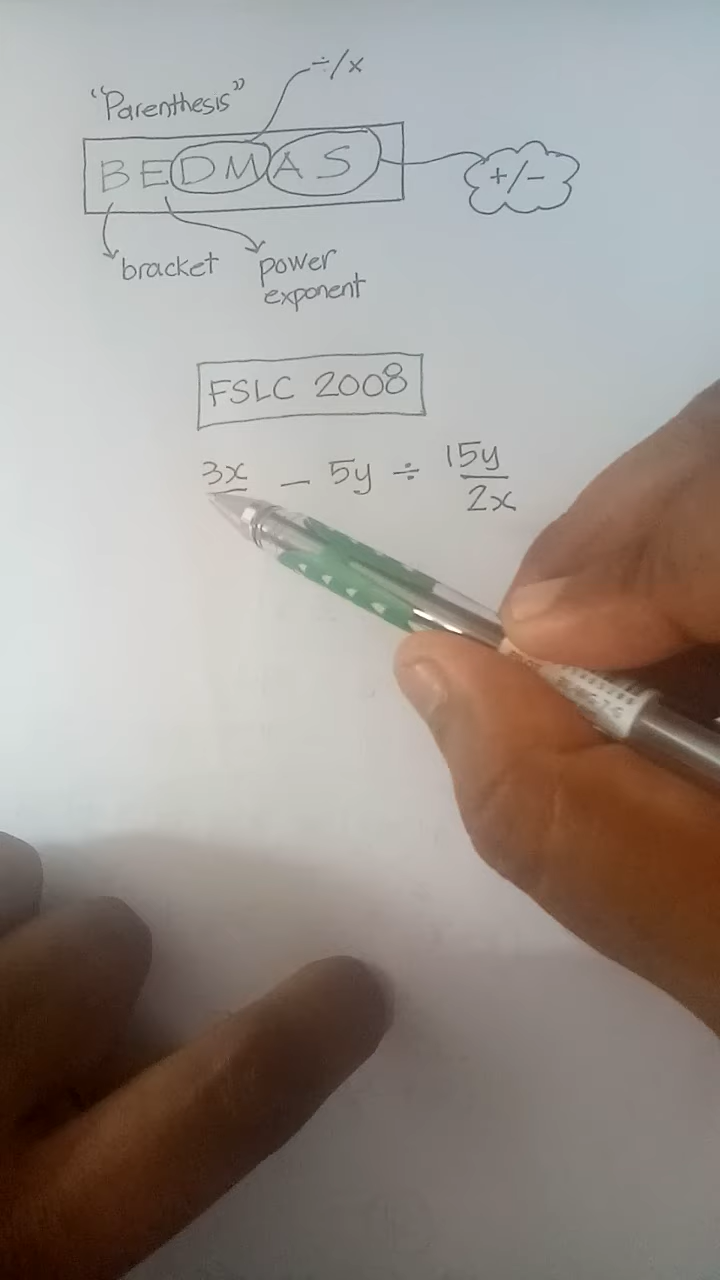 ÷/x
"Parenthesis"
BEDMAS
+/-
bracket
power
exponent
FSLC 2008
3x - 5y ÷ 15y
2x